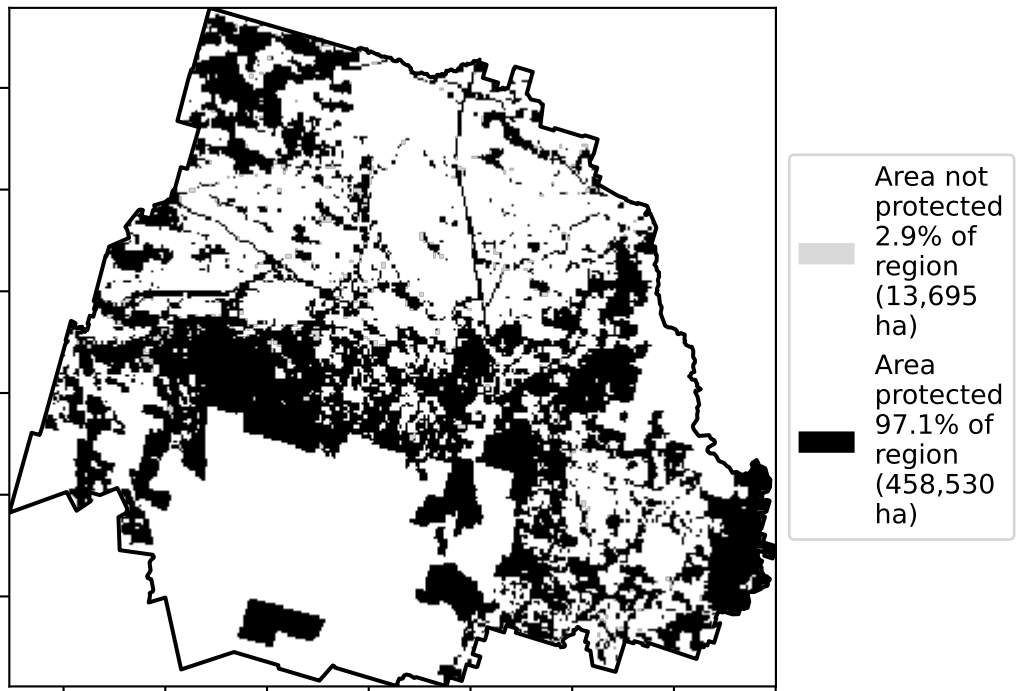 Area not
protected
2.9% of
region
(13,695
ha)
Area
protected
97.1% of
region
(458,530
ha)